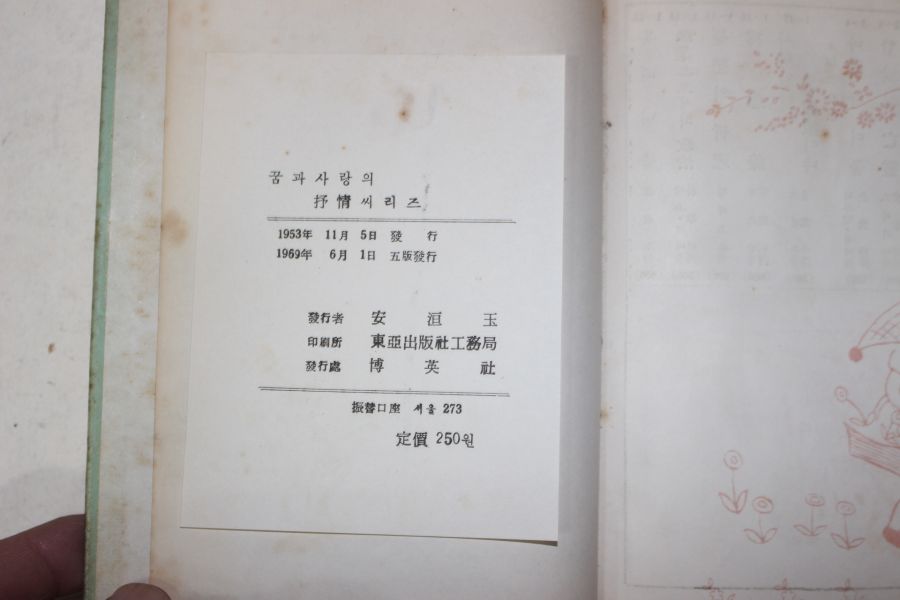 꿈과사랑의
抒情씨리즈
1953年 11月 5日 發 行
1969年 6月 1日 五版發行
發行者 安洹玉
印刷所 東亞出版社工務局
發行處 博英社
振替口座 서울 273
定價 250원